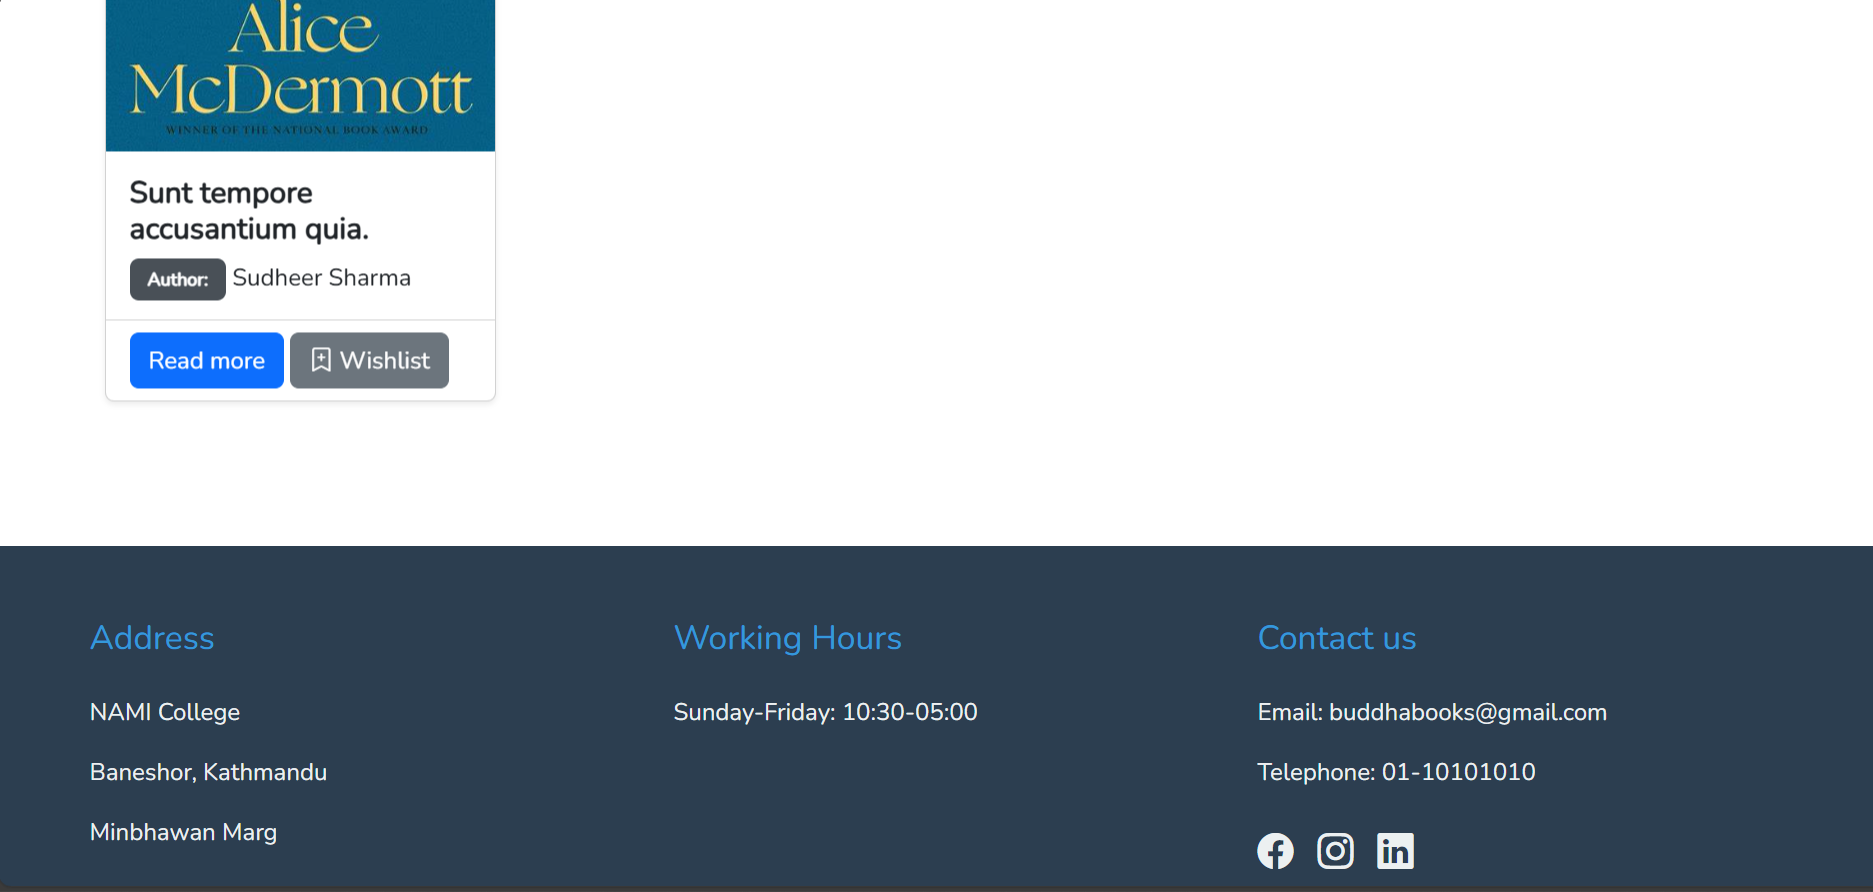 Alice
McDermott
WINNER OF THE NATIONAL BOOK AWARD
Sunt tempore
accusantium quia.
Author: Sudheer Sharma
Read more Wishlist
Address
NAMI College
Baneshor, Kathmandu
Minbhawan Marg
Working Hours
Sunday-Friday: 10:30-05:00
Contact us
Email: buddhabooks@gmail.com
Telephone: 01-10101010